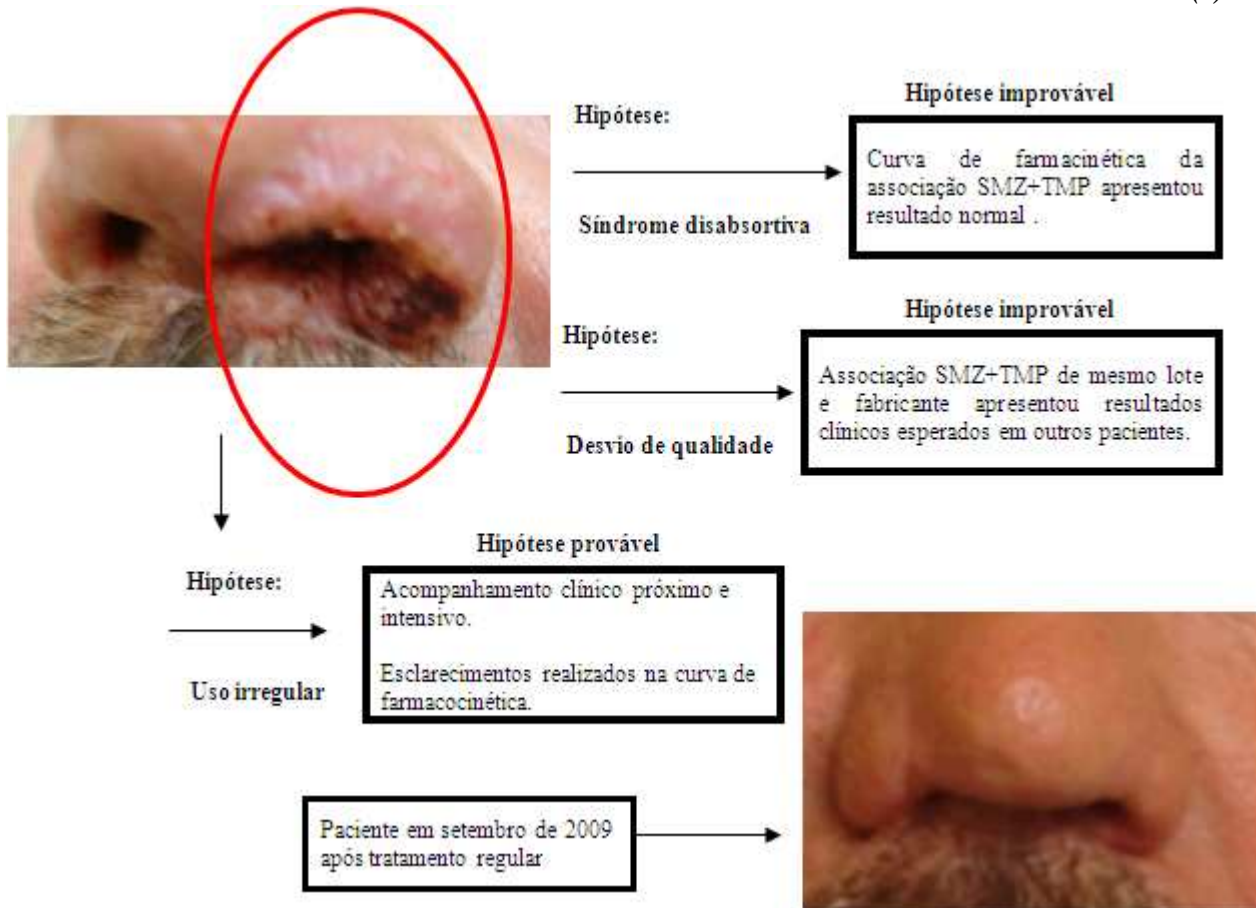 Hipótese:
Síndrome disabsortiva
Hipótese improvável
Curva de farmacinética da
associação SMZ+TMP apresentou
resultado normal .
Hipótese:
Desvio de qualidade
Hipótese improvável
Associação SMZ+TMP de mesmo lote
e fabricante apresentou resultados
clínicos esperados em outros pacientes.
Hipótese:
Uso irregular
Hipótese provável
Acompanhamento clínico próximo e
intensivo.
Esclarecimentos realizados na curva de
farmacocinética.
Paciente em setembro de 2009
após tratamento regular